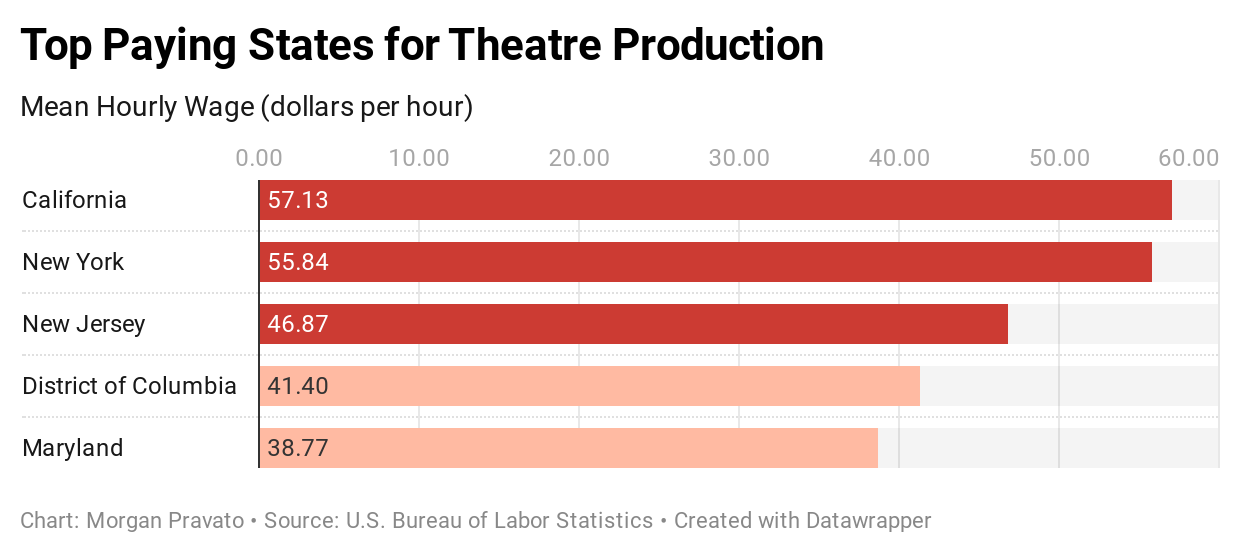 Top Paying States for Theatre Production
Mean Hourly Wage (dollars per hour)
0.00 10.00 20.00 30.00 40.00 50.00 60.00
California 57.13
New York 55.84
New Jersey 46.87
District of Columbia 41.40
Maryland 38.77
Chart: Morgan Pravato • Source: U.S. Bureau of Labor Statistics • Created with Datawrapper